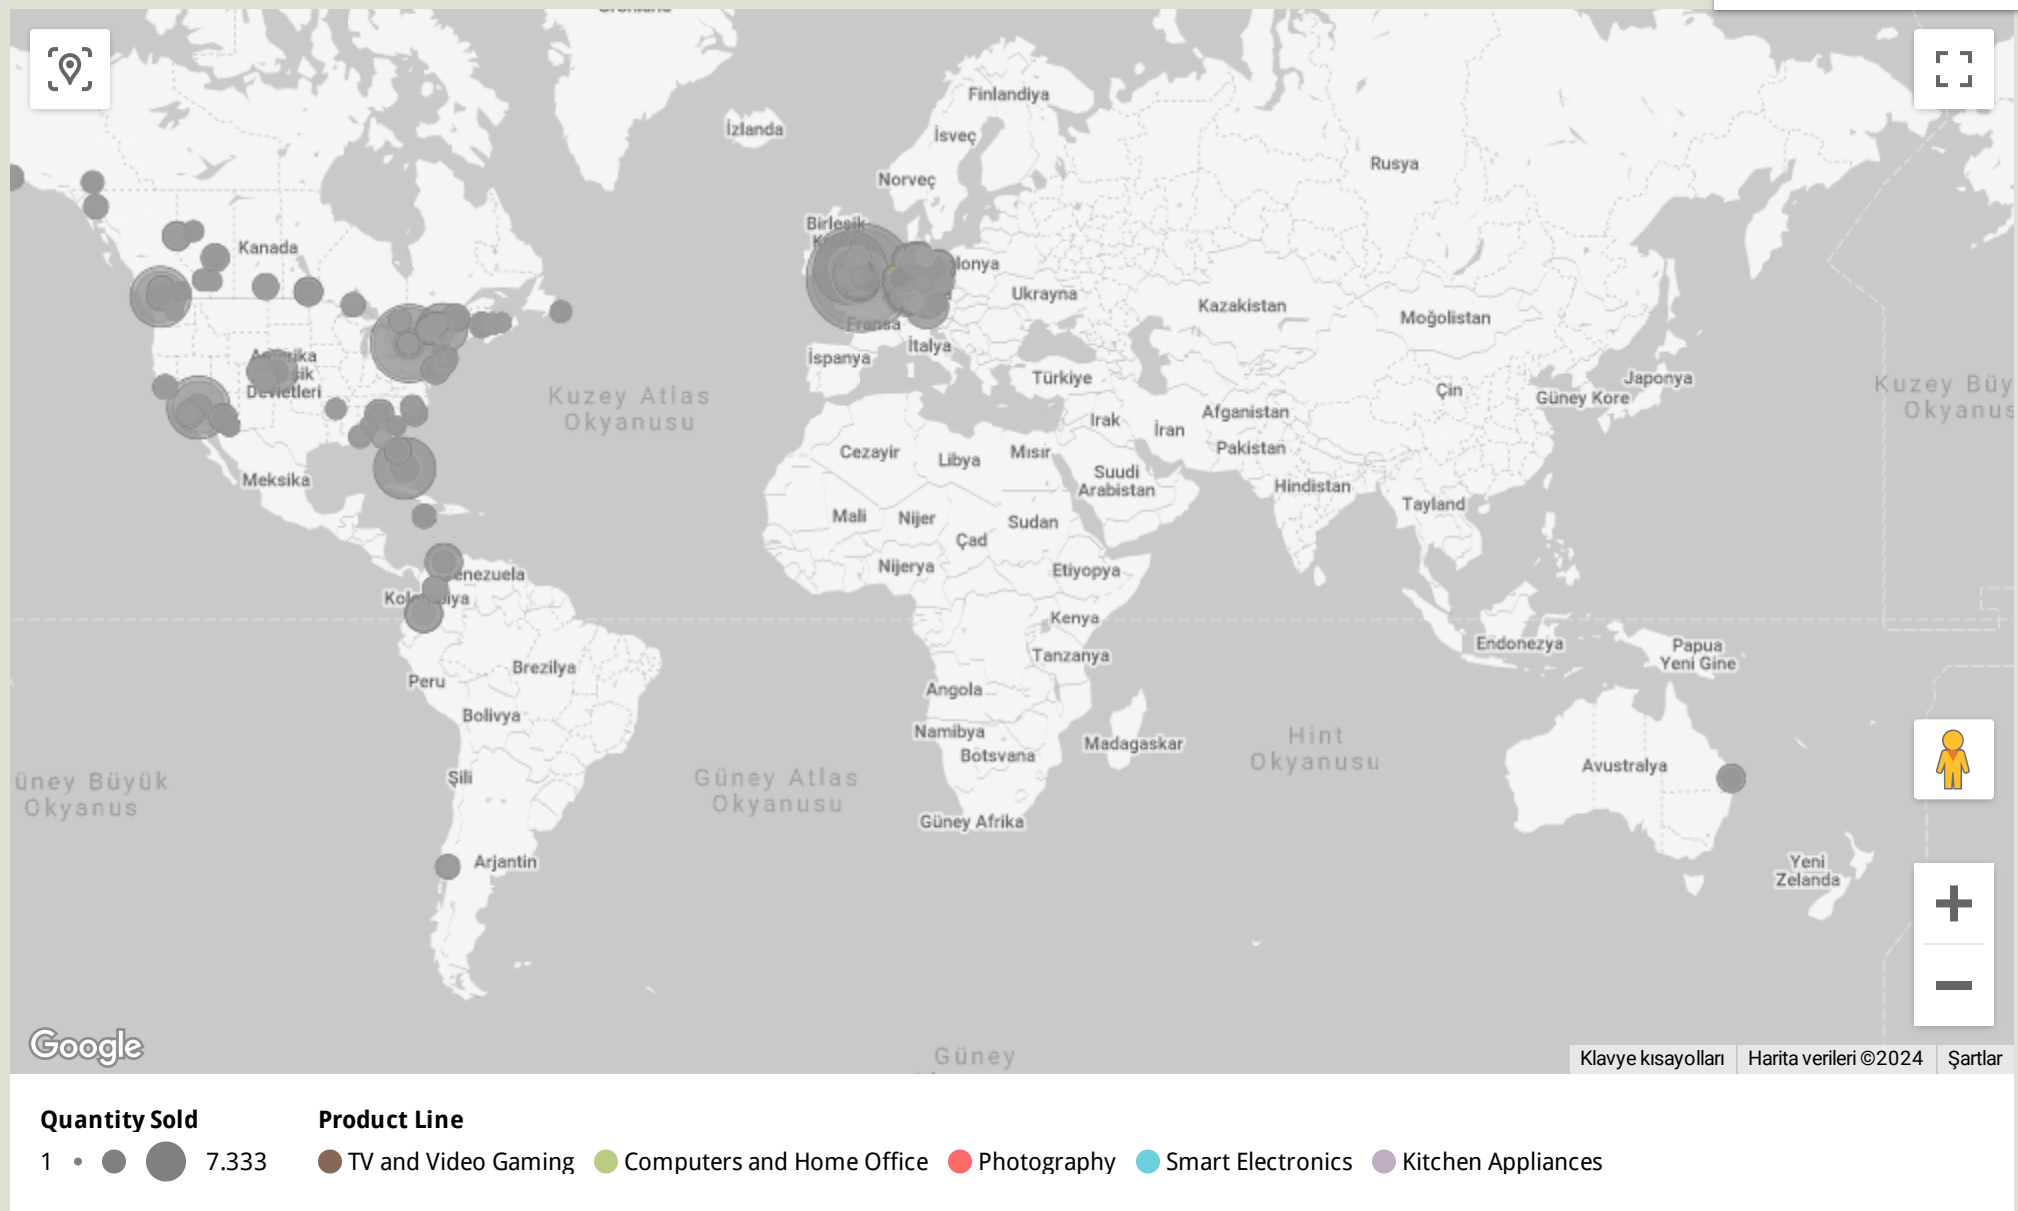 Finlandiya
İzlanda
İsveç
Rusya
Norveç
Birleşik
Kanada
Ukrayna
Kazakistan
Moğolistan
Fransa
İtalya
İspanya
Türkiye
Japonya
Çin
Güney Kore
Devletleri
Kuzey Atlas
Okyanusu
Kuzey Büy
Okyanus
Afganistan
Irak
İran
Pakistan
Cezayir
Libya
Mısır
Suudi
Arabistan
Hindistan
Meksika
Tayland
Mali
Nijer
Sudan
Çad
Nijerya
Etiyopya
enezuela
Kenya
Endonezya
Papua
Yeni Gine
Tanzanya
Brezilya
Peru
Angola
Bolivya
Namibya
Botsvana
Madagaskar
Hint
Okyanusu
Avustralya
Şili
üney Büyük
Okyanus
Güney Atlas
Okyanusu
Güney Afrika
Arjantin
Yeni
Zelanda
Google
Güney
Klavye kısayolları
Harita verileri ©2024
Şartlar
Quantity Sold
Product Line
1 7.333
TV and Video Gaming Computers and Home Office Photography Smart Electronics Kitchen Appliances